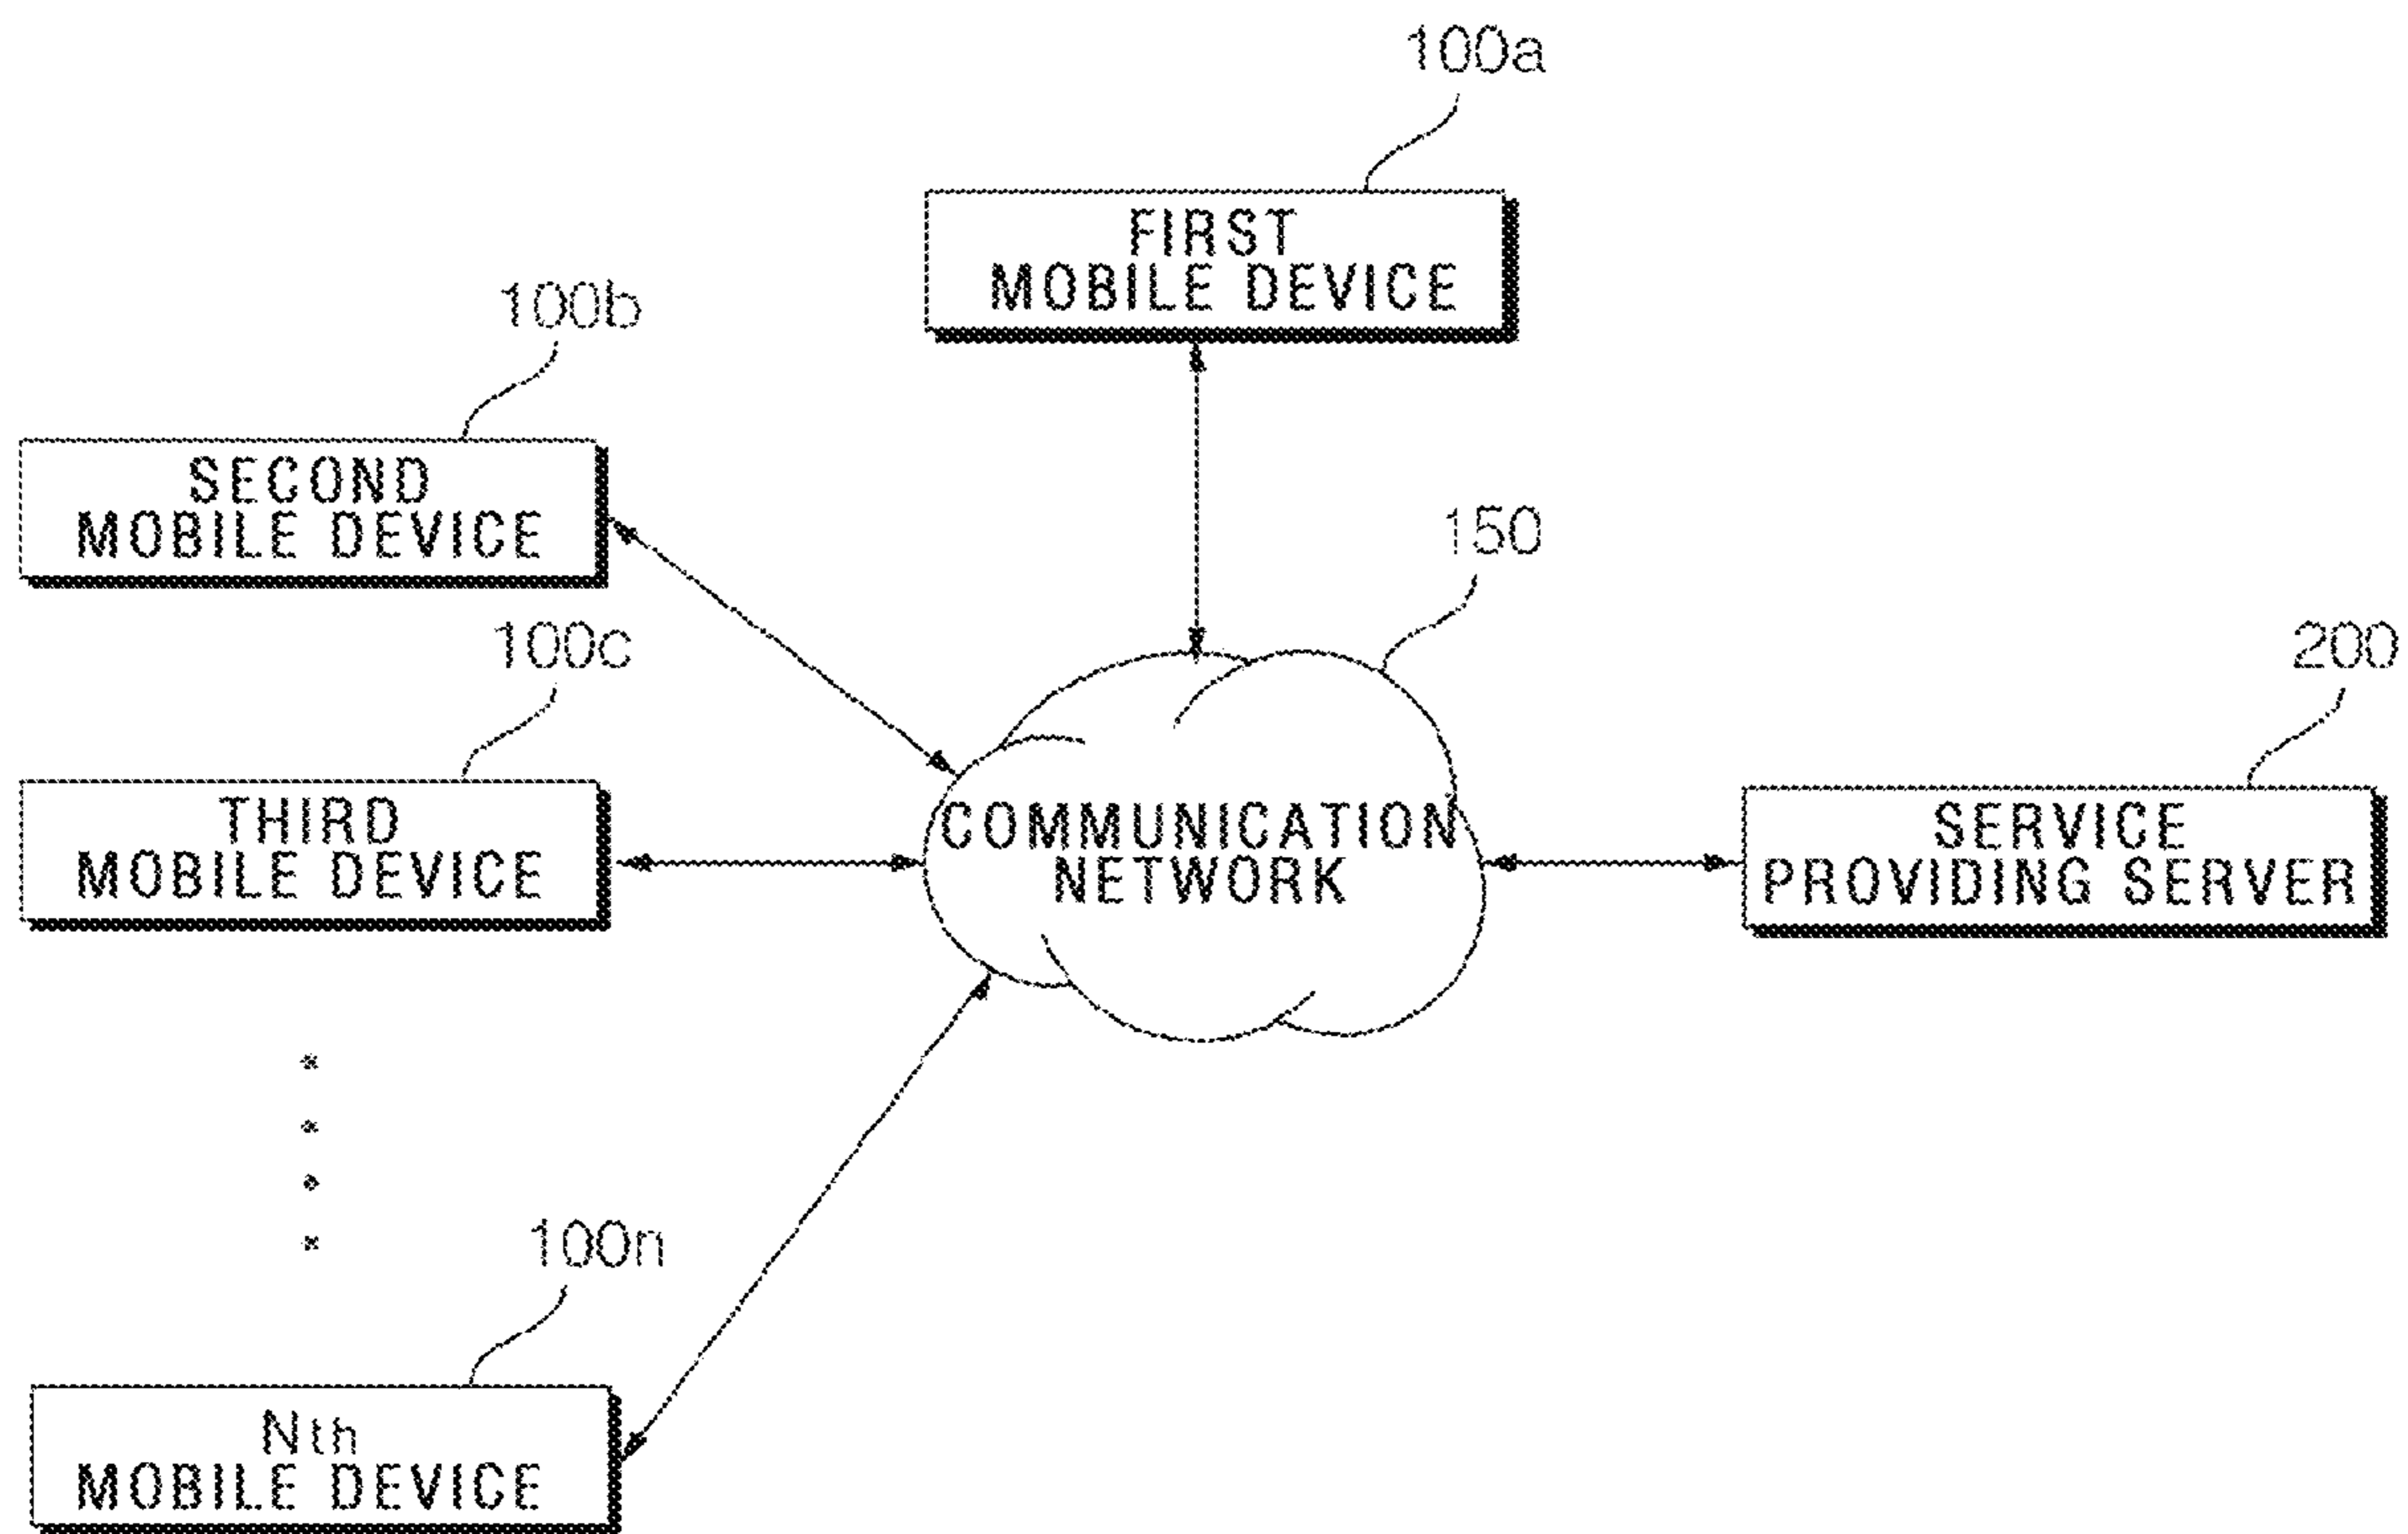 100a
FIRST
MOBILE DEVICE
100b
SECOND
MOBILE DEVICE
150
100c
200
THIRD
MOBILE DEVICE
COMMUNICATION
NETWORK
SERVICE
PROVIDING SERVER
100n
Nth
MOBILE DEVICE